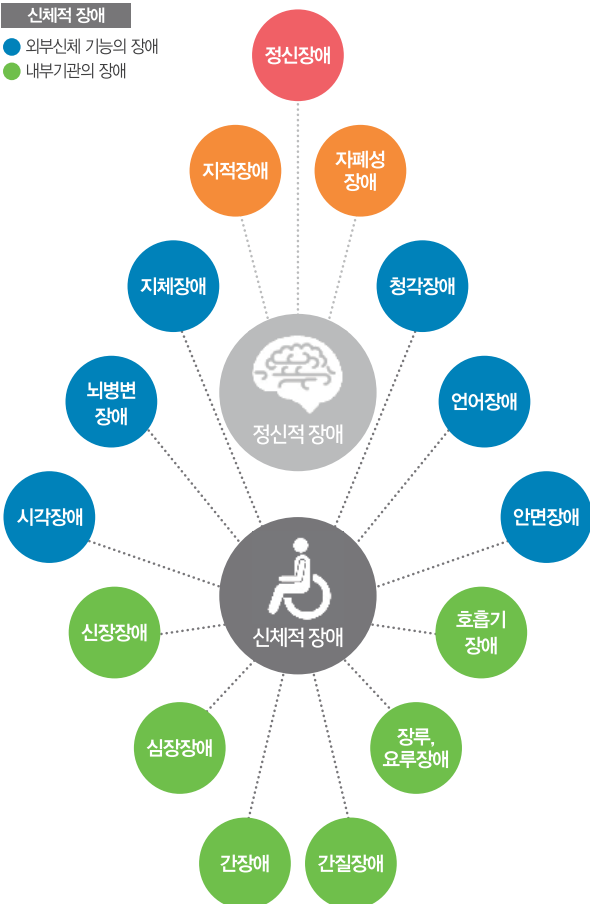 신체적 장애
외부신체 기능의 장애
내부기관의 장애
정신장애
지적장애
자폐성
장애
지체장애
청각장애
뇌병변
장애
언어장애
정신적 장애
시각장애
안면장애
신체적 장애
신장장애
호흡기
장애
심장장애
장루,
요루장애
간장애
간질장애